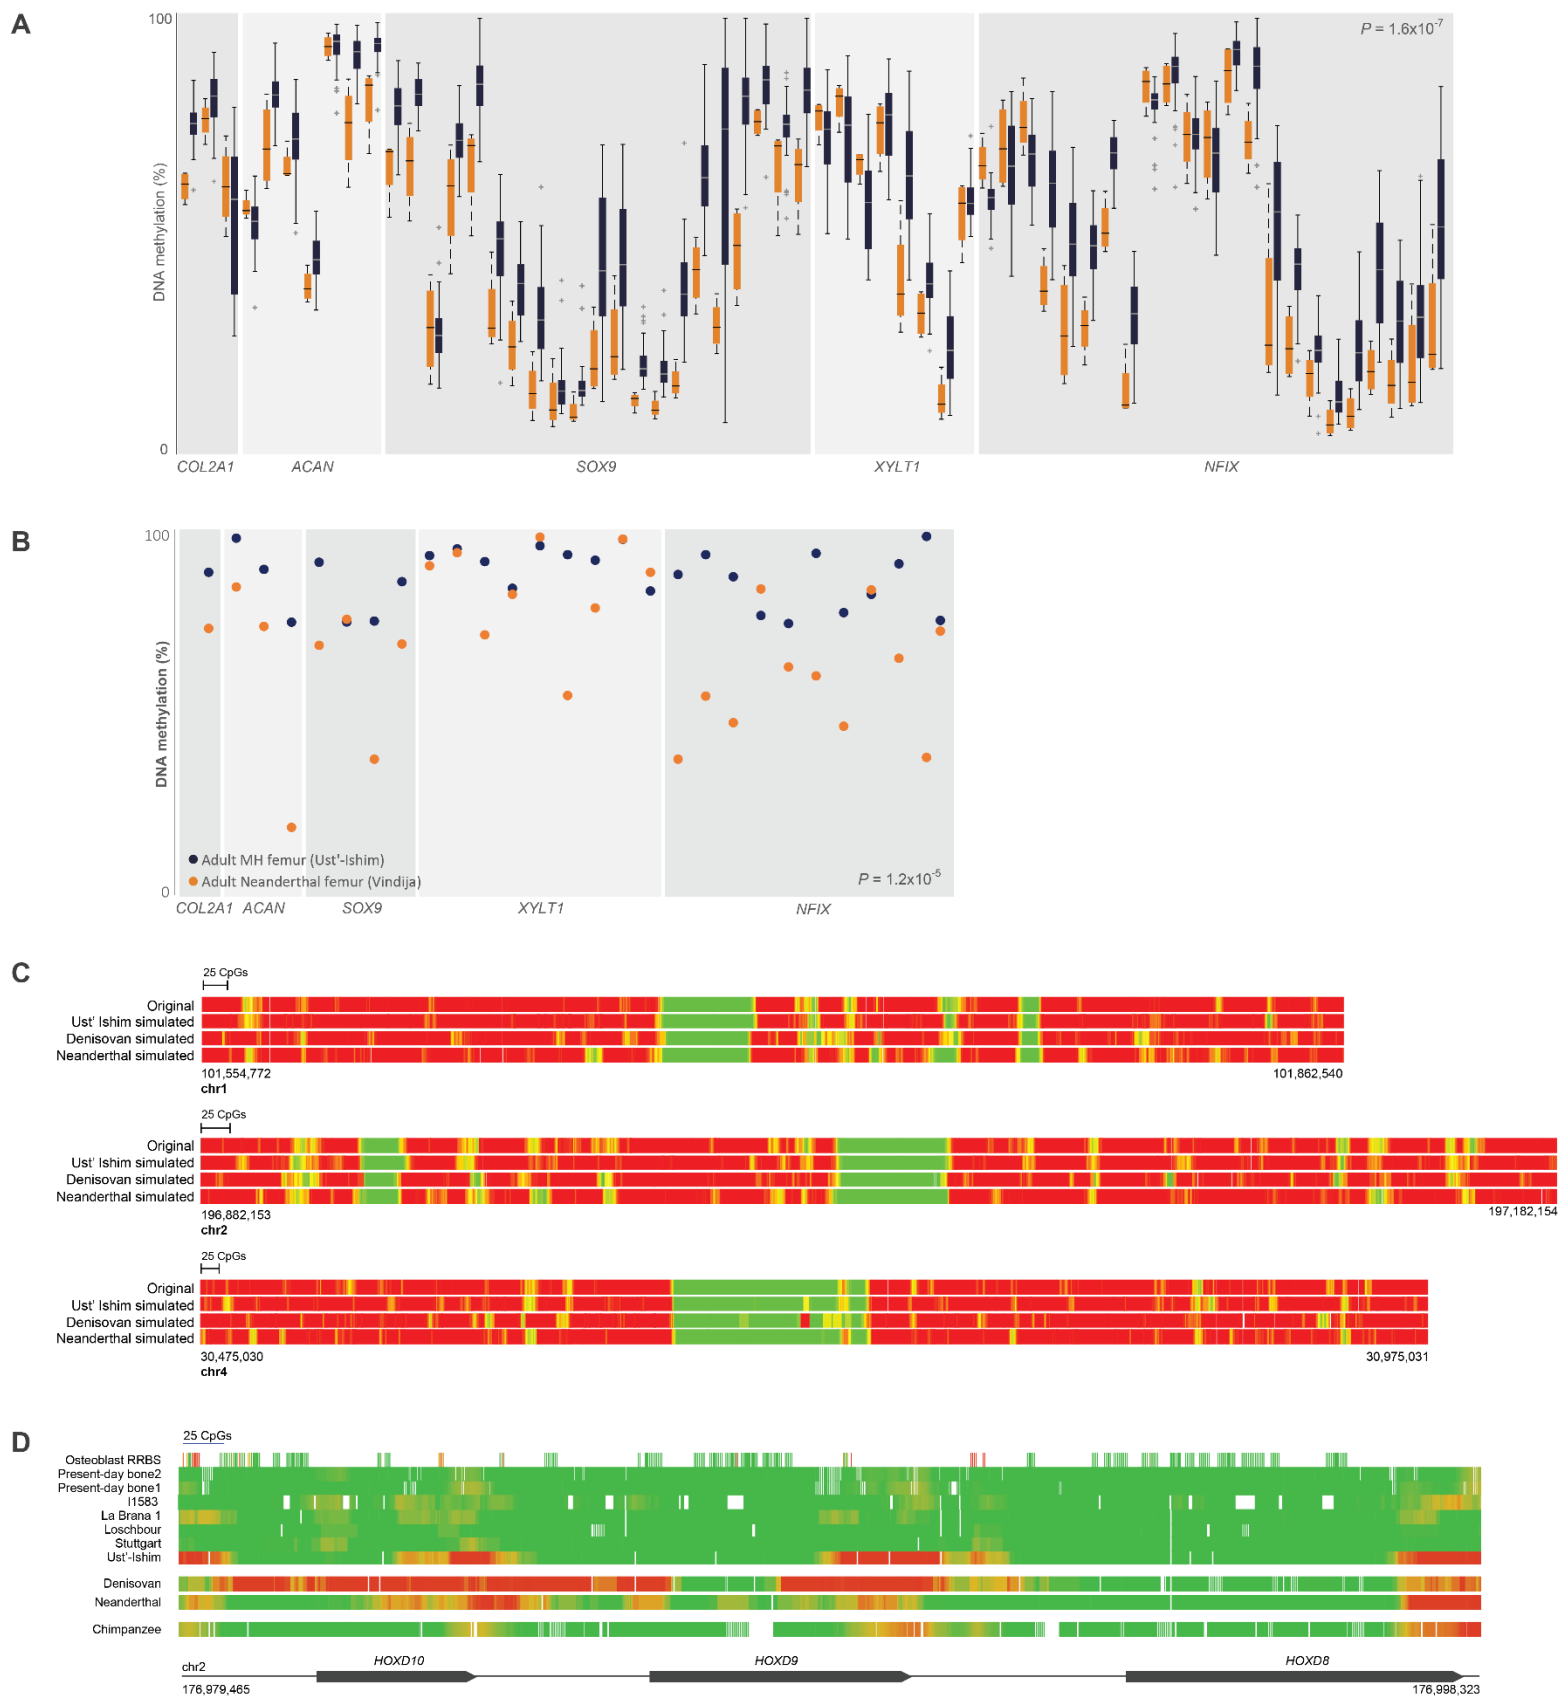 A
100
P = 1.6x10-7
DNA methylation (%)
0
COL2A1 ACAN SOX9 XYLT1 NFIX
B
100
DNA methylation (%)
Adult MH femur (Ust'-Ishim)
Adult Neanderthal femur (Vindija)
P = 1.2x10-5
0
COL2A1 ACAN SOX9 XYLT1 NFIX
C
25 CpGs
Original
Ust' Ishim simulated
Denisovan simulated
Neanderthal simulated
101,554,772 101,862,540
chr1
25 CpGs
Original
Ust' Ishim simulated
Denisovan simulated
Neanderthal simulated
196,882,153 197,182,154
chr2
25 CpGs
Original
Ust' Ishim simulated
Denisovan simulated
Neanderthal simulated
30,475,030 30,975,031
chr4
D
25 CpGs
Osteoblast RRBS
Present-day bone2
Present-day bone1
I1583
La Brana 1
Loschbour
Stuttgart
Ust'-Ishim
Denisovan
Neanderthal
Chimpanzee
HOXD10 HOXD9 HOXD8
chr2
176,979,465 176,998,323